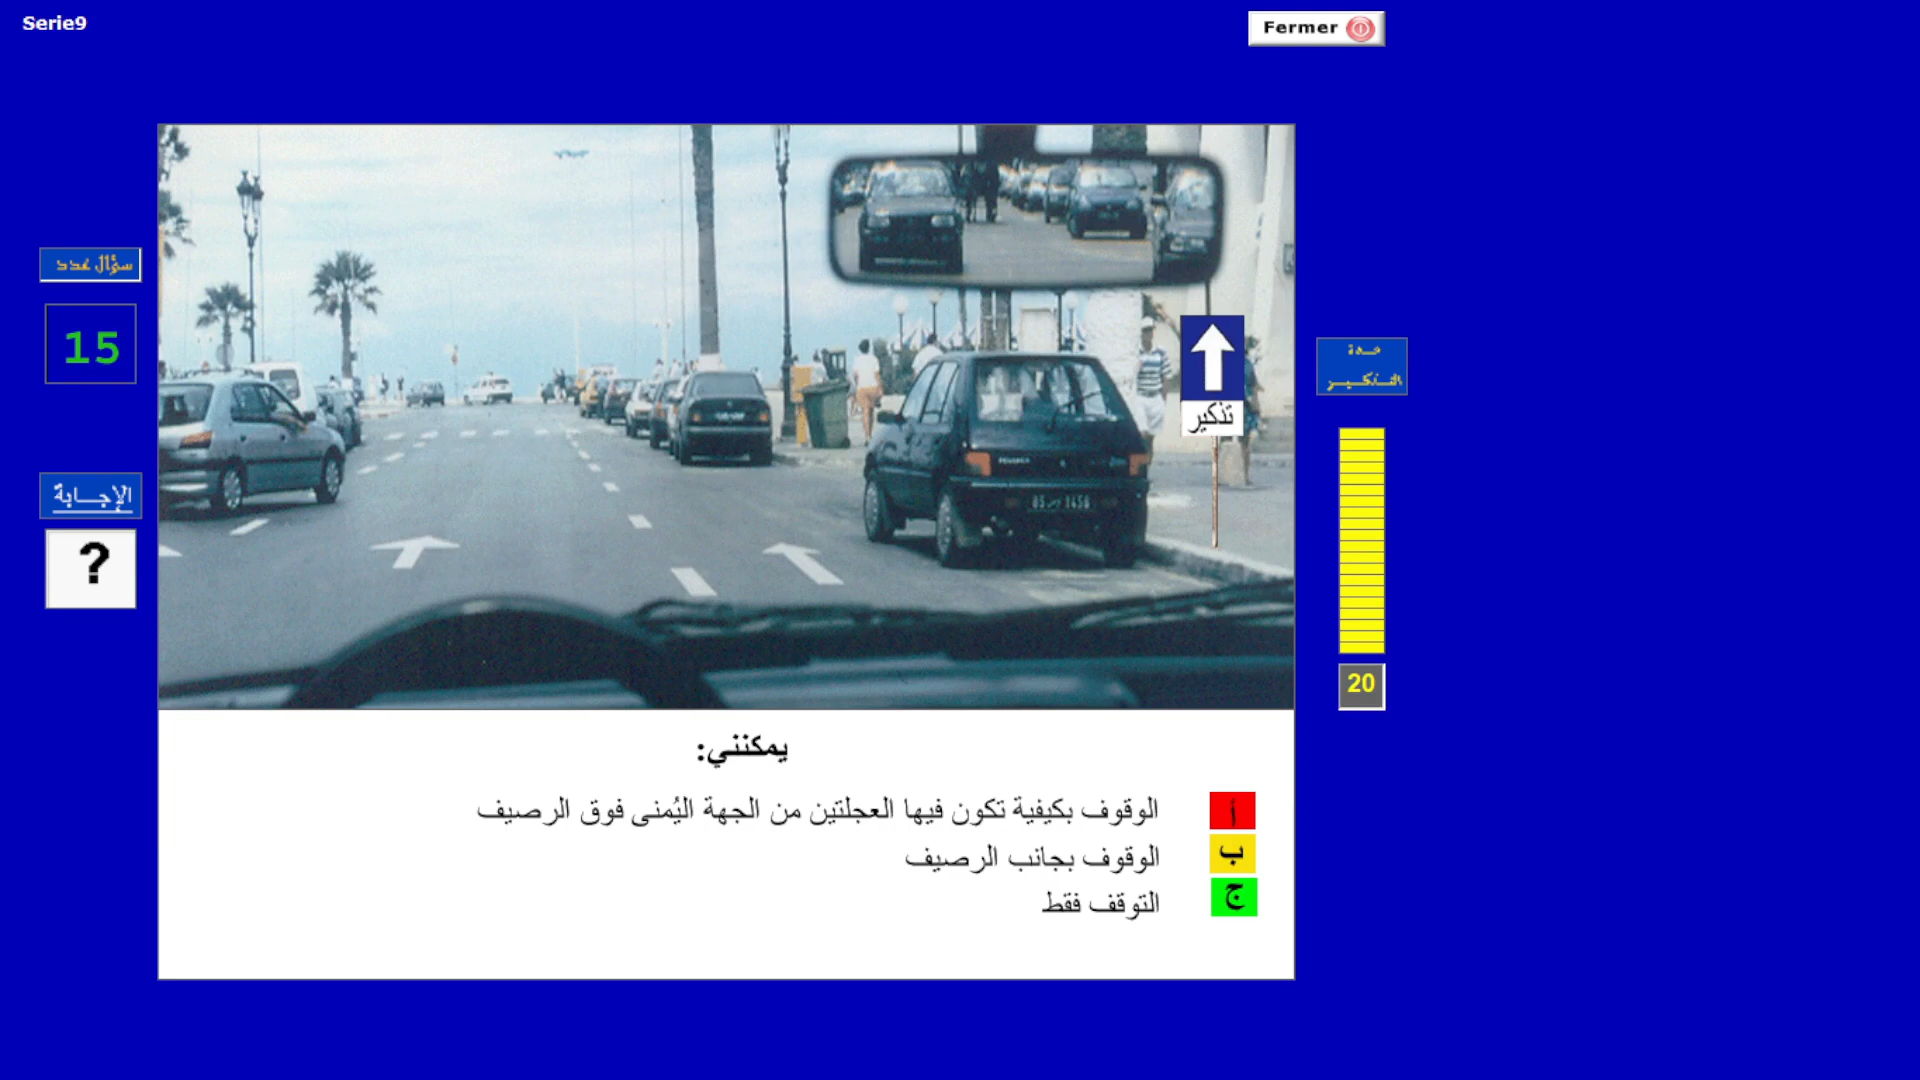 Serie9
Fermer
سؤال عدد
15
الإجابة
?
تذكير
مدة
التفكير
20
يمكنني:
أ الوقوف بكيفية تكون فيها العجلتين من الجهة اليُمنى فوق الرصيف
ب الوقوف بجانب الرصيف
ج التوقف فقط